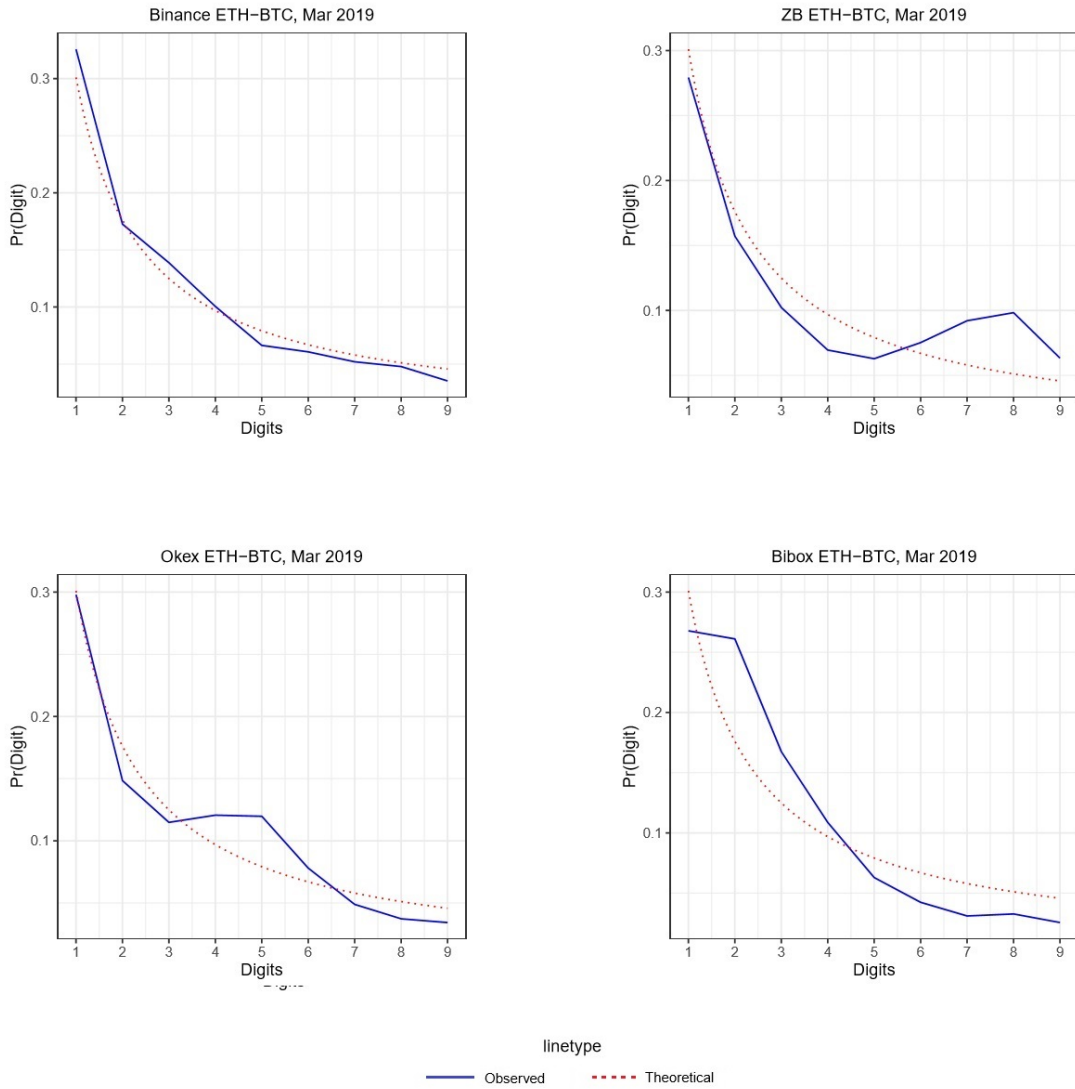 Binance ETH−BTC, Mar 2019
Pr(Digit)
0.3
0.2
0.1
1 2 3 4 5 6 7 8 9
Digits
ZB ETH−BTC, Mar 2019
Pr(Digit)
0.3
0.2
0.1
1 2 3 4 5 6 7 8 9
Digits
Okex ETH−BTC, Mar 2019
Pr(Digit)
0.3
0.2
0.1
1 2 3 4 5 6 7 8 9
Digits
Bibox ETH−BTC, Mar 2019
Pr(Digit)
0.3
0.2
0.1
1 2 3 4 5 6 7 8 9
Digits
linetype
Observed Theoretical